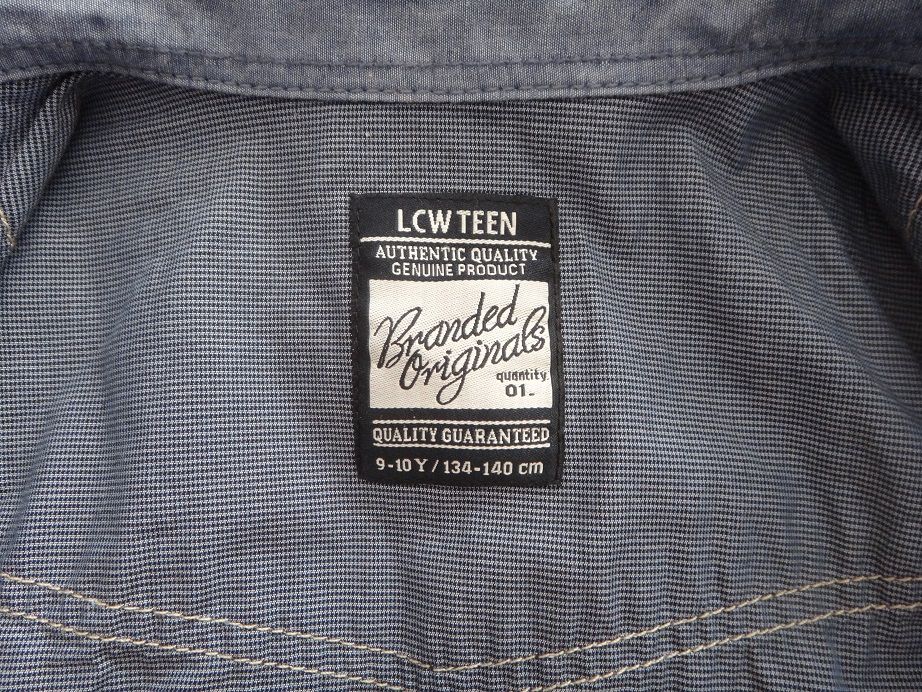 LCW TEEN
AUTHENTIC QUALITY
GENUINE PRODUCT
Branded
Originals
quantity
01-
QUALITY GUARANTEED
9-10 Y / 134-140 cm